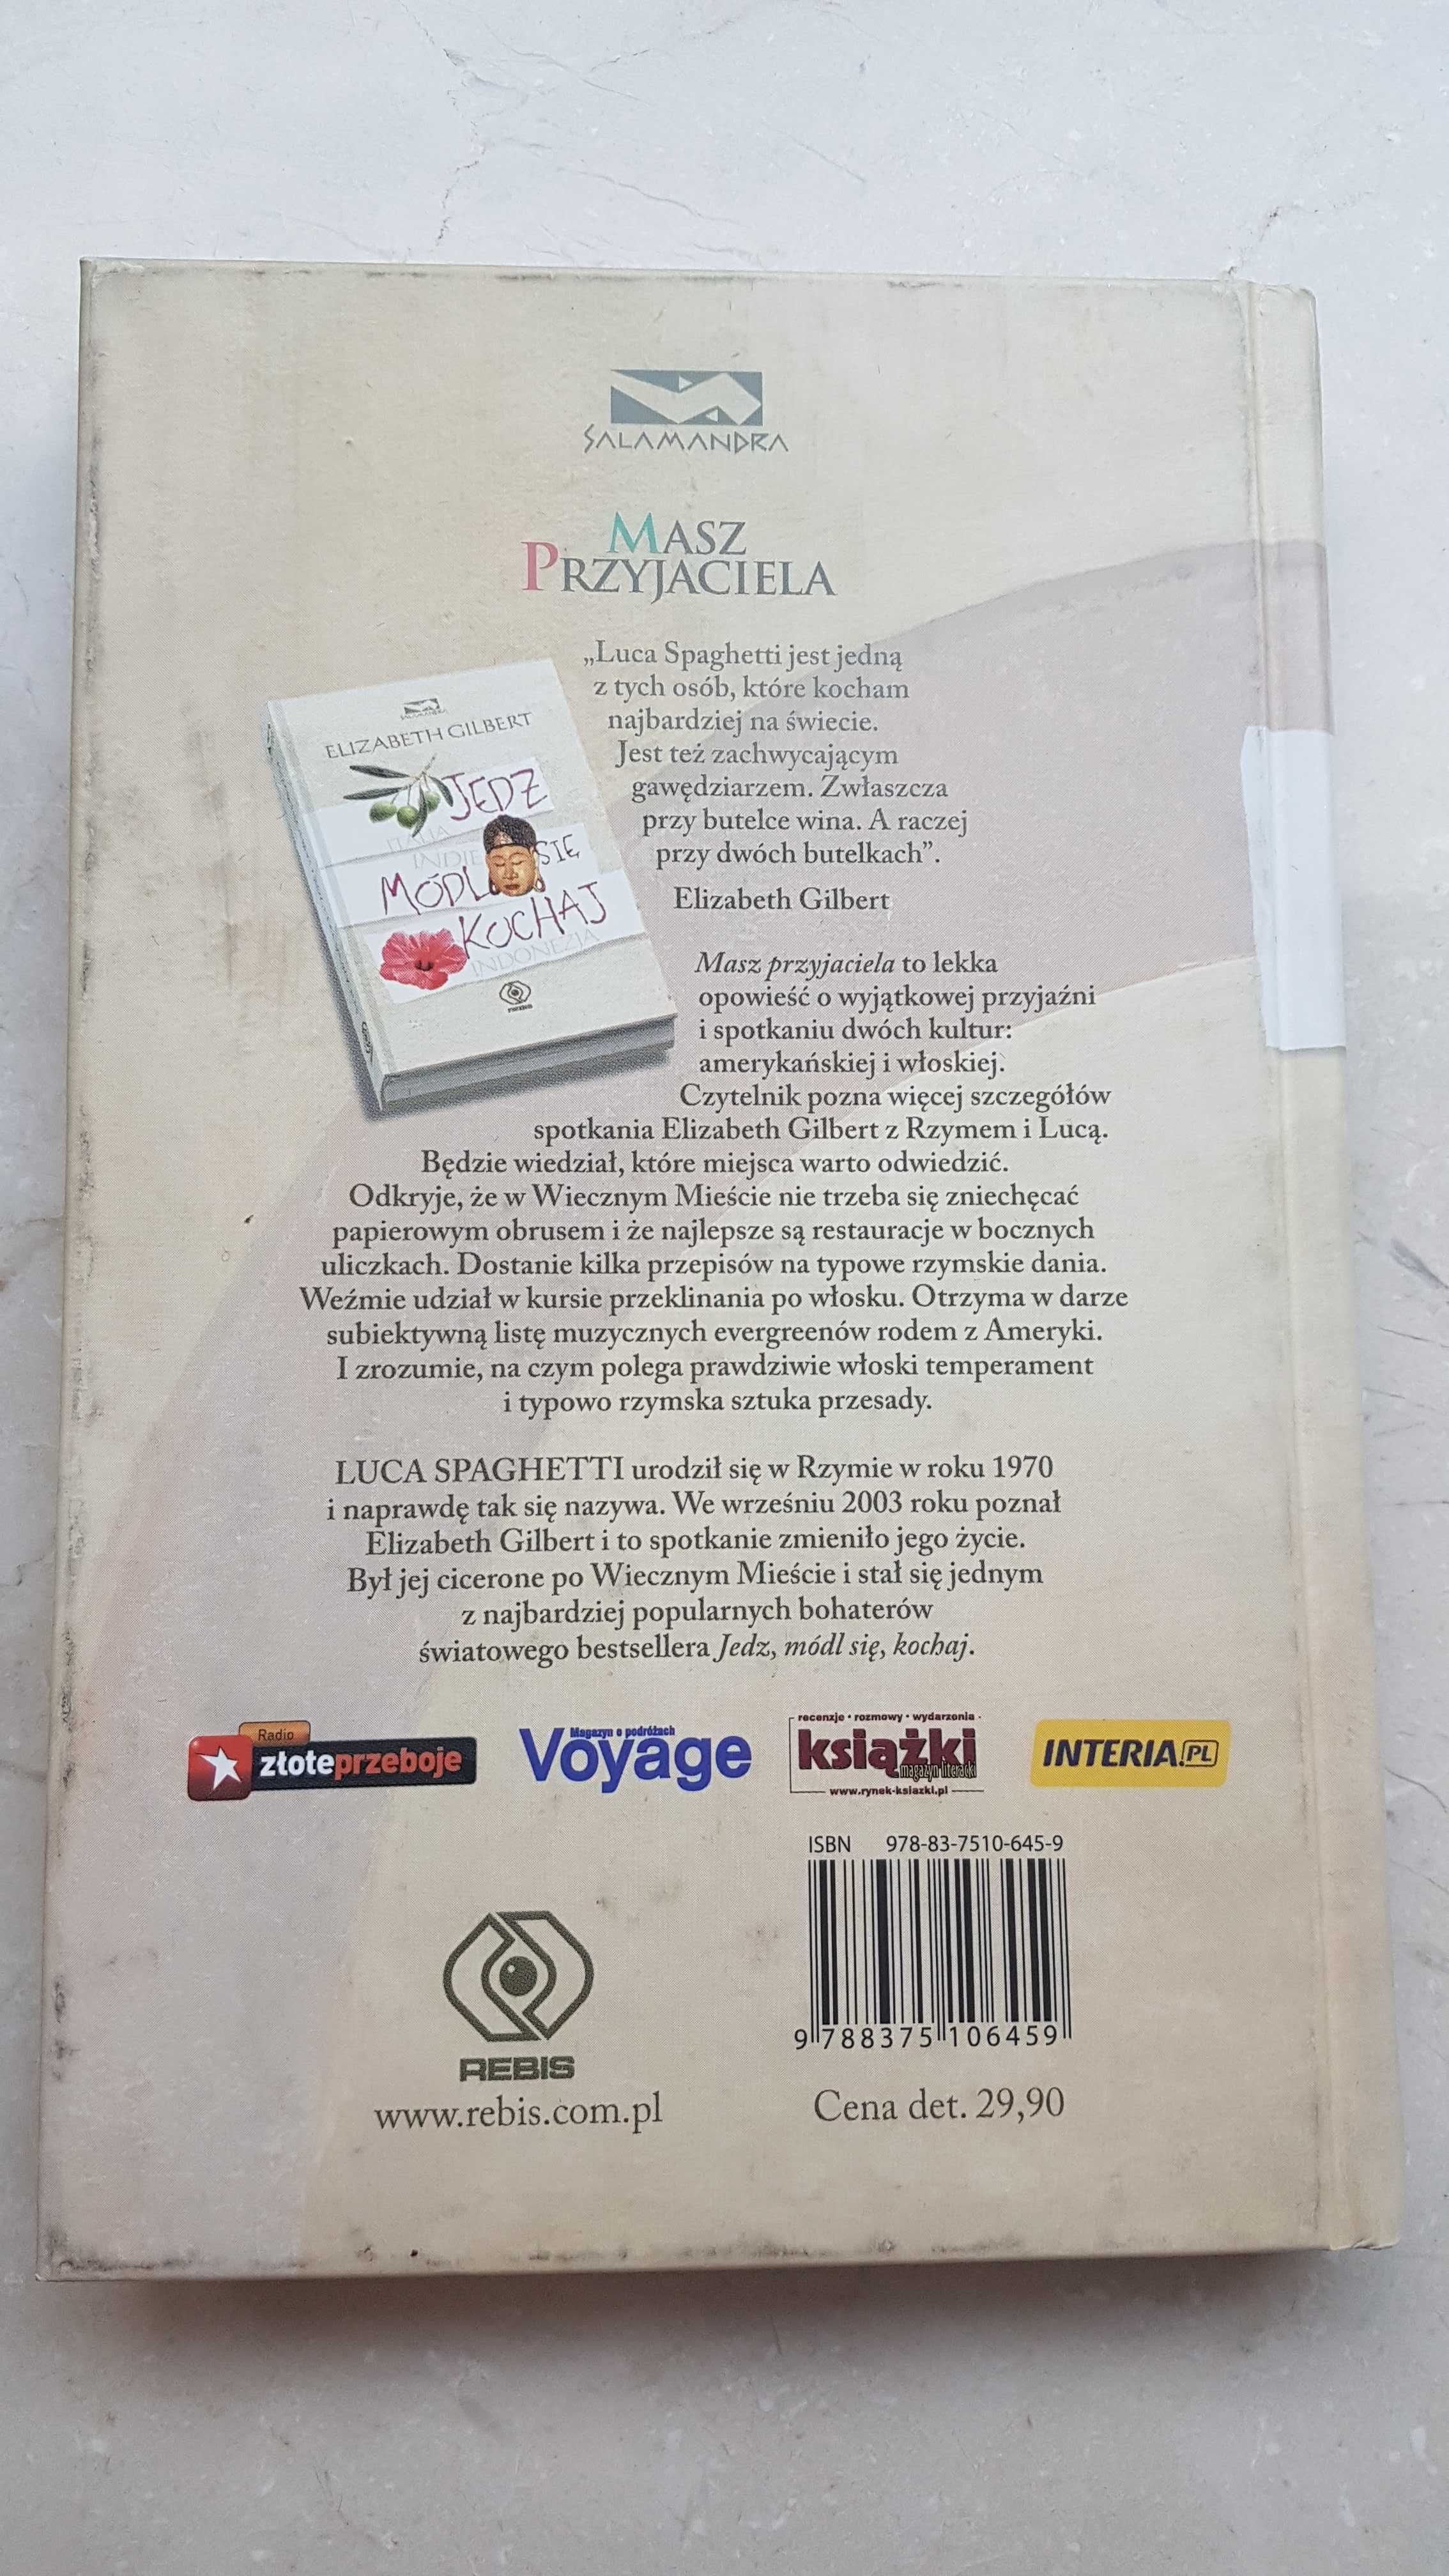 SALAMANDRA
MASZ
PRZYJACIELA
„Luca Spaghetti jest jedną
z tych osób, które kocham
najbardziej na świecie.
Jest też zachwycającym
gawędziarzem. Zwłaszcza
przy butelce wina. A raczej
przy dwóch butelkach”.
Elizabeth Gilbert
SALAMANDRA
ELIZABETH GILBERT
JEDZ
ITALIA
INDIE
MÓDL SIĘ
KOCHAJ
INDONEZJA
REBIS
Masz przyjaciela to lekka
opowieść o wyjątkowej przyjaźni
i spotkaniu dwóch kultur:
amerykańskiej i włoskiej.
Czytelnik pozna więcej szczegółów
spotkania Elizabeth Gilbert z Rzymem i Lucą.
Będzie wiedział, które miejsca warto odwiedzić.
Odkryje, że w Wiecznym Mieście nie trzeba się zniechęcać
papierowym obrusem i że najlepsze są restauracje w bocznych
uliczkach. Dostanie kilka przepisów na typowe rzymskie dania.
Weźmie udział w kursie przeklinania po włosku. Otrzyma w darze
subiektywną listę muzycznych evergreenów rodem z Ameryki.
I zrozumie, na czym polega prawdziwie włoski temperament
i typowo rzymska sztuka przesady.
LUCA SPAGHETTI urodził się w Rzymie w roku 1970
i naprawdę tak się nazywa. We wrześniu 2003 roku poznał
Elizabeth Gilbert i to spotkanie zmieniło jego życie.
Był jej cicerone po Wiecznym Mieście i stał się jednym
z najbardziej popularnych bohaterów
światowego bestsellera Jedz, módl się, kochaj.
Radio
złoteprzeboje
Magazyn o podróżach
Voyage
recenzje • rozmowy • wydarzenia •
książki
magazyn literacki
www.rynek-ksiazki.pl
INTERIA.PL
ISBN 978-83-7510-645-9
9 788375 106459
REBIS
www.rebis.com.pl
Cena det. 29,90